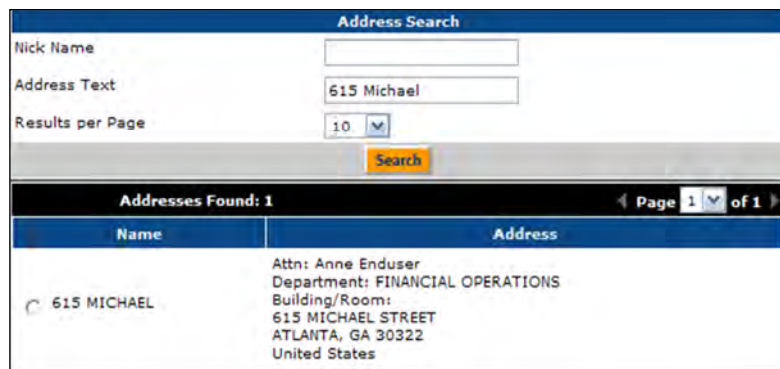 Address Search
Nick Name
Address Text 615 Michael
Results per Page 10
Search
Addresses Found: 1 Page 1 of 1
Name Address
Attn: Anne Enduser
Department: FINANCIAL OPERATIONS
Building/Room:
615 MICHAEL 615 MICHAEL STREET
ATLANTA, GA 30322
United States